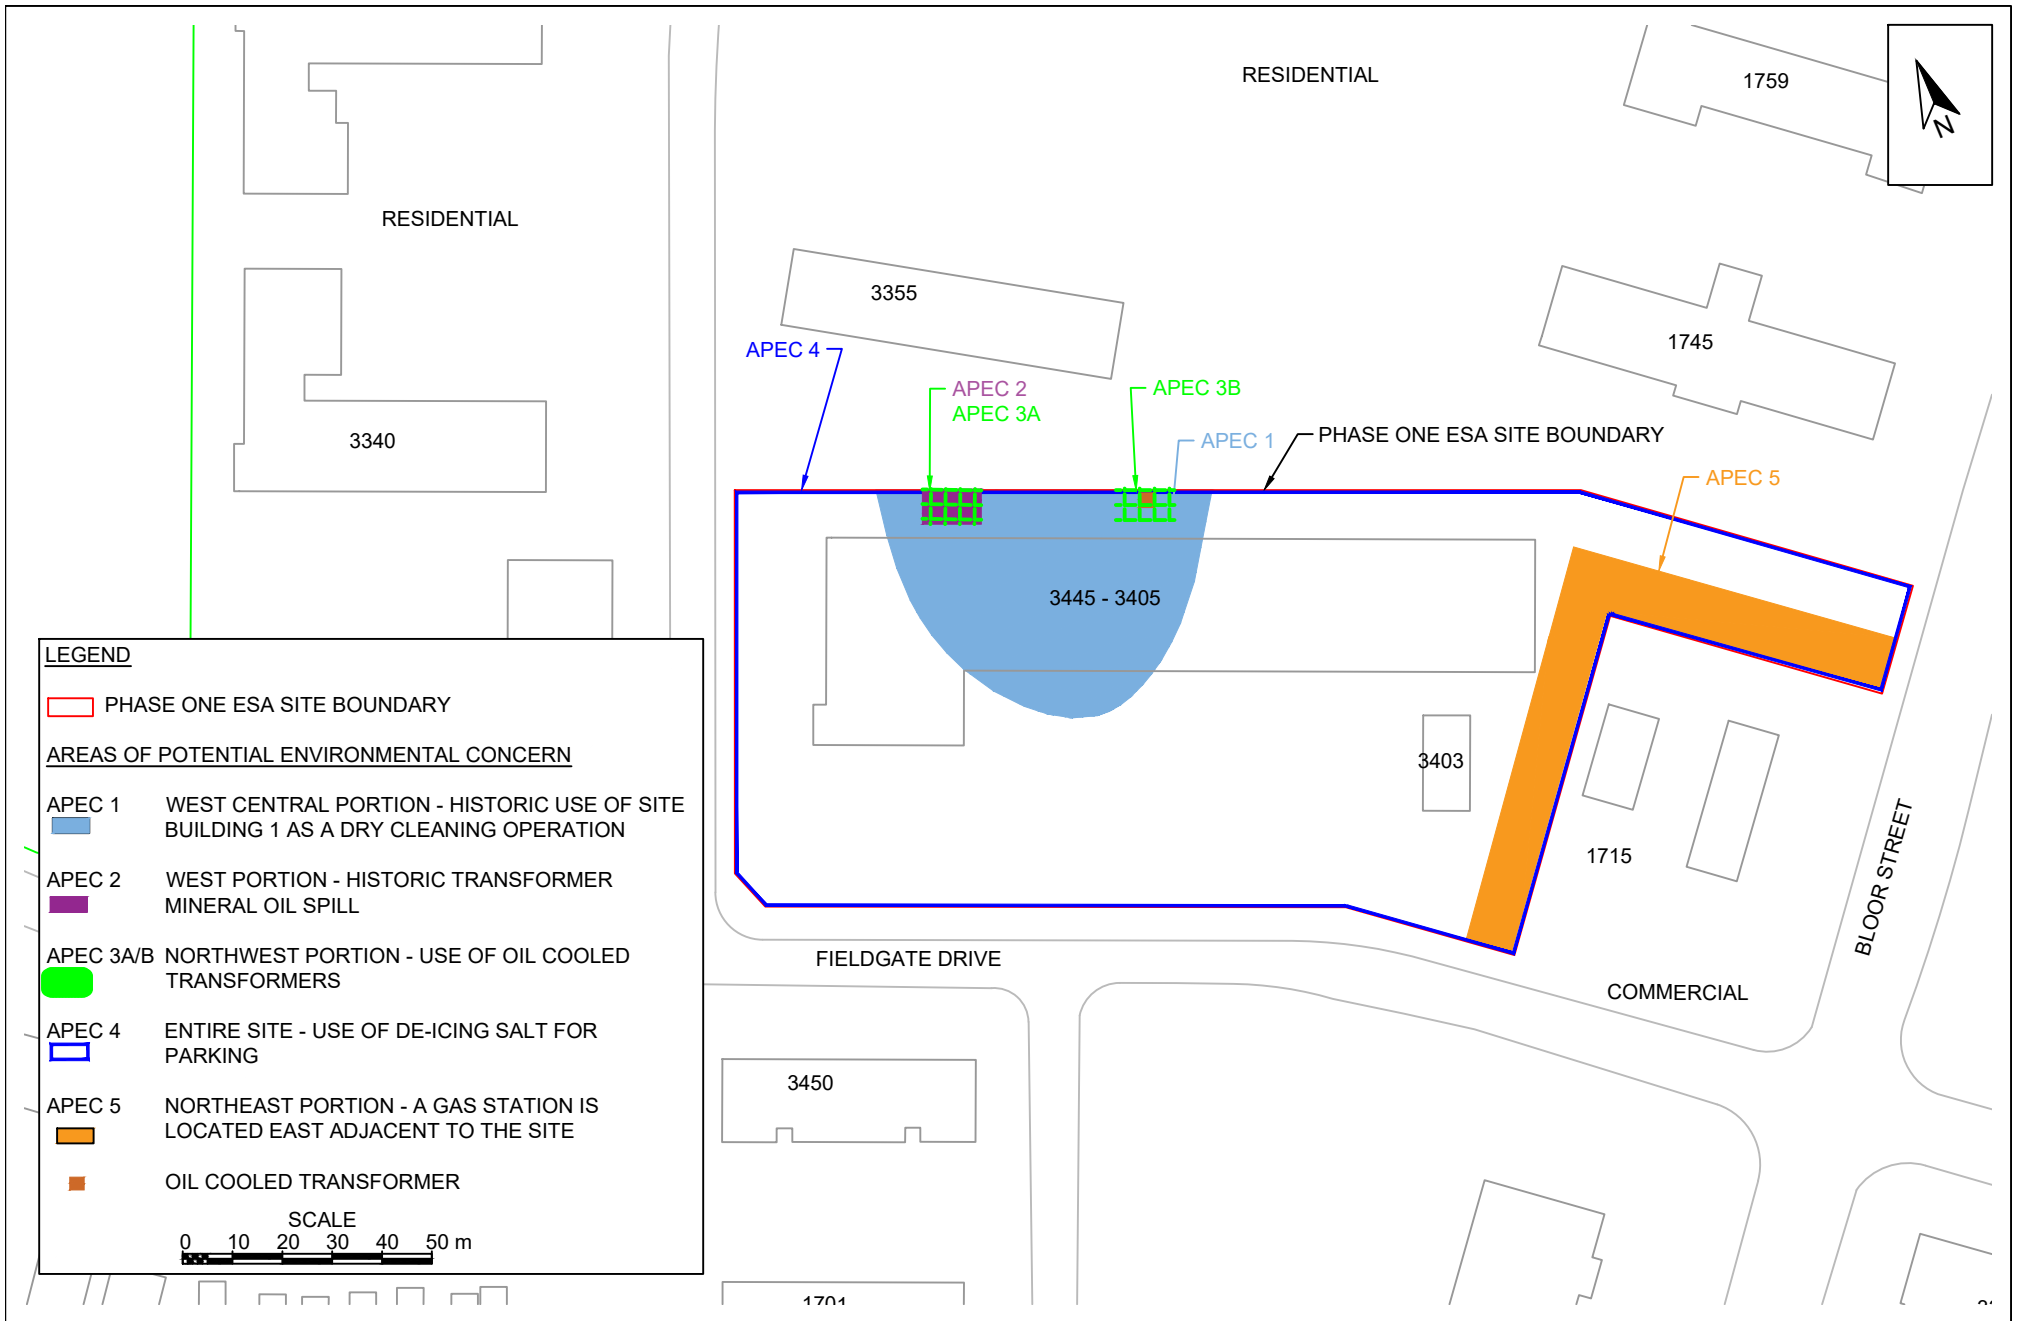 RESIDENTIAL
1759
N
RESIDENTIAL
3355
1745
APEC 4
APEC 2
APEC 3A
APEC 3B
APEC 1
PHASE ONE ESA SITE BOUNDARY
3340
APEC 5
3445 - 3405
3403
1715
BLOOR STREET
FIELDGATE DRIVE
COMMERCIAL
3450
1701
LEGEND
PHASE ONE ESA SITE BOUNDARY
AREAS OF POTENTIAL ENVIRONMENTAL CONCERN
APEC 1 WEST CENTRAL PORTION - HISTORIC USE OF SITE
BUILDING 1 AS A DRY CLEANING OPERATION
APEC 2 WEST PORTION - HISTORIC TRANSFORMER
MINERAL OIL SPILL
APEC 3A/B NORTHWEST PORTION - USE OF OIL COOLED
TRANSFORMERS
APEC 4 ENTIRE SITE - USE OF DE-ICING SALT FOR
PARKING
APEC 5 NORTHEAST PORTION - A GAS STATION IS
LOCATED EAST ADJACENT TO THE SITE
OIL COOLED TRANSFORMER
SCALE
0 10 20 30 40 50 m